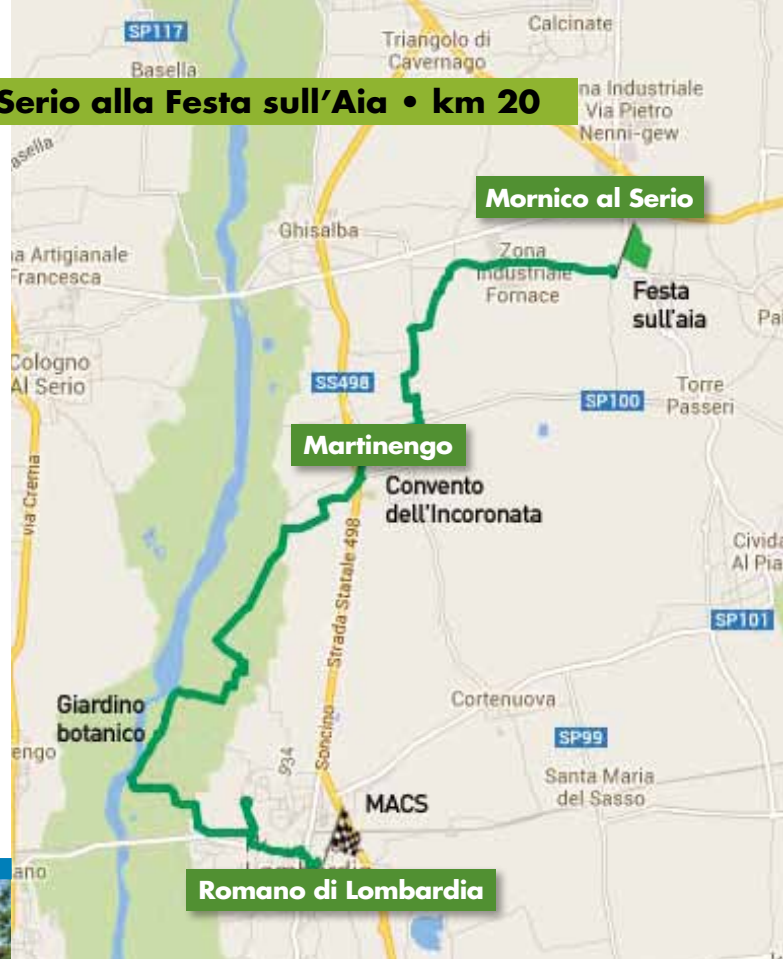 SP117
Calcinate
Triangolo di
Cavernago
Basella
Serio alla Festa sull'Aia • km 20
na Industriale
Via Pietro
Nenni-gew
asella
Mornico al Serio
Ghisalba
a Artigianale
Francesca
Zona
Industriale
Fornace
Festa
sull'aia
Pal
Cologno
Al Serio
SS498
SP100
Torre
Passeri
Martinengo
Convento
dell'Incoronata
via Crema
Strada Statale 498
Civida
Al Pia
SP101
Giardino
botanico
Cortenuova
engo
Soncino
934
SP99
Santa Maria
del Sasso
MACS
ano
Romano di Lombardia